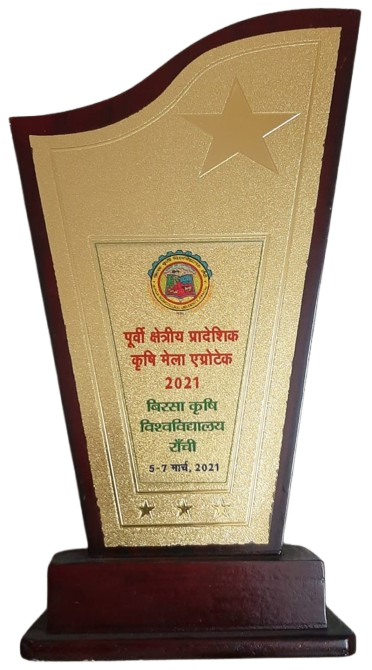 पूर्वी क्षेत्रीय प्रादेशिक
कृषि मेला एग्रोटेक
2021
बिरसा कृषि
विश्वविद्यालय
राँची
5-7 मार्च, 2021